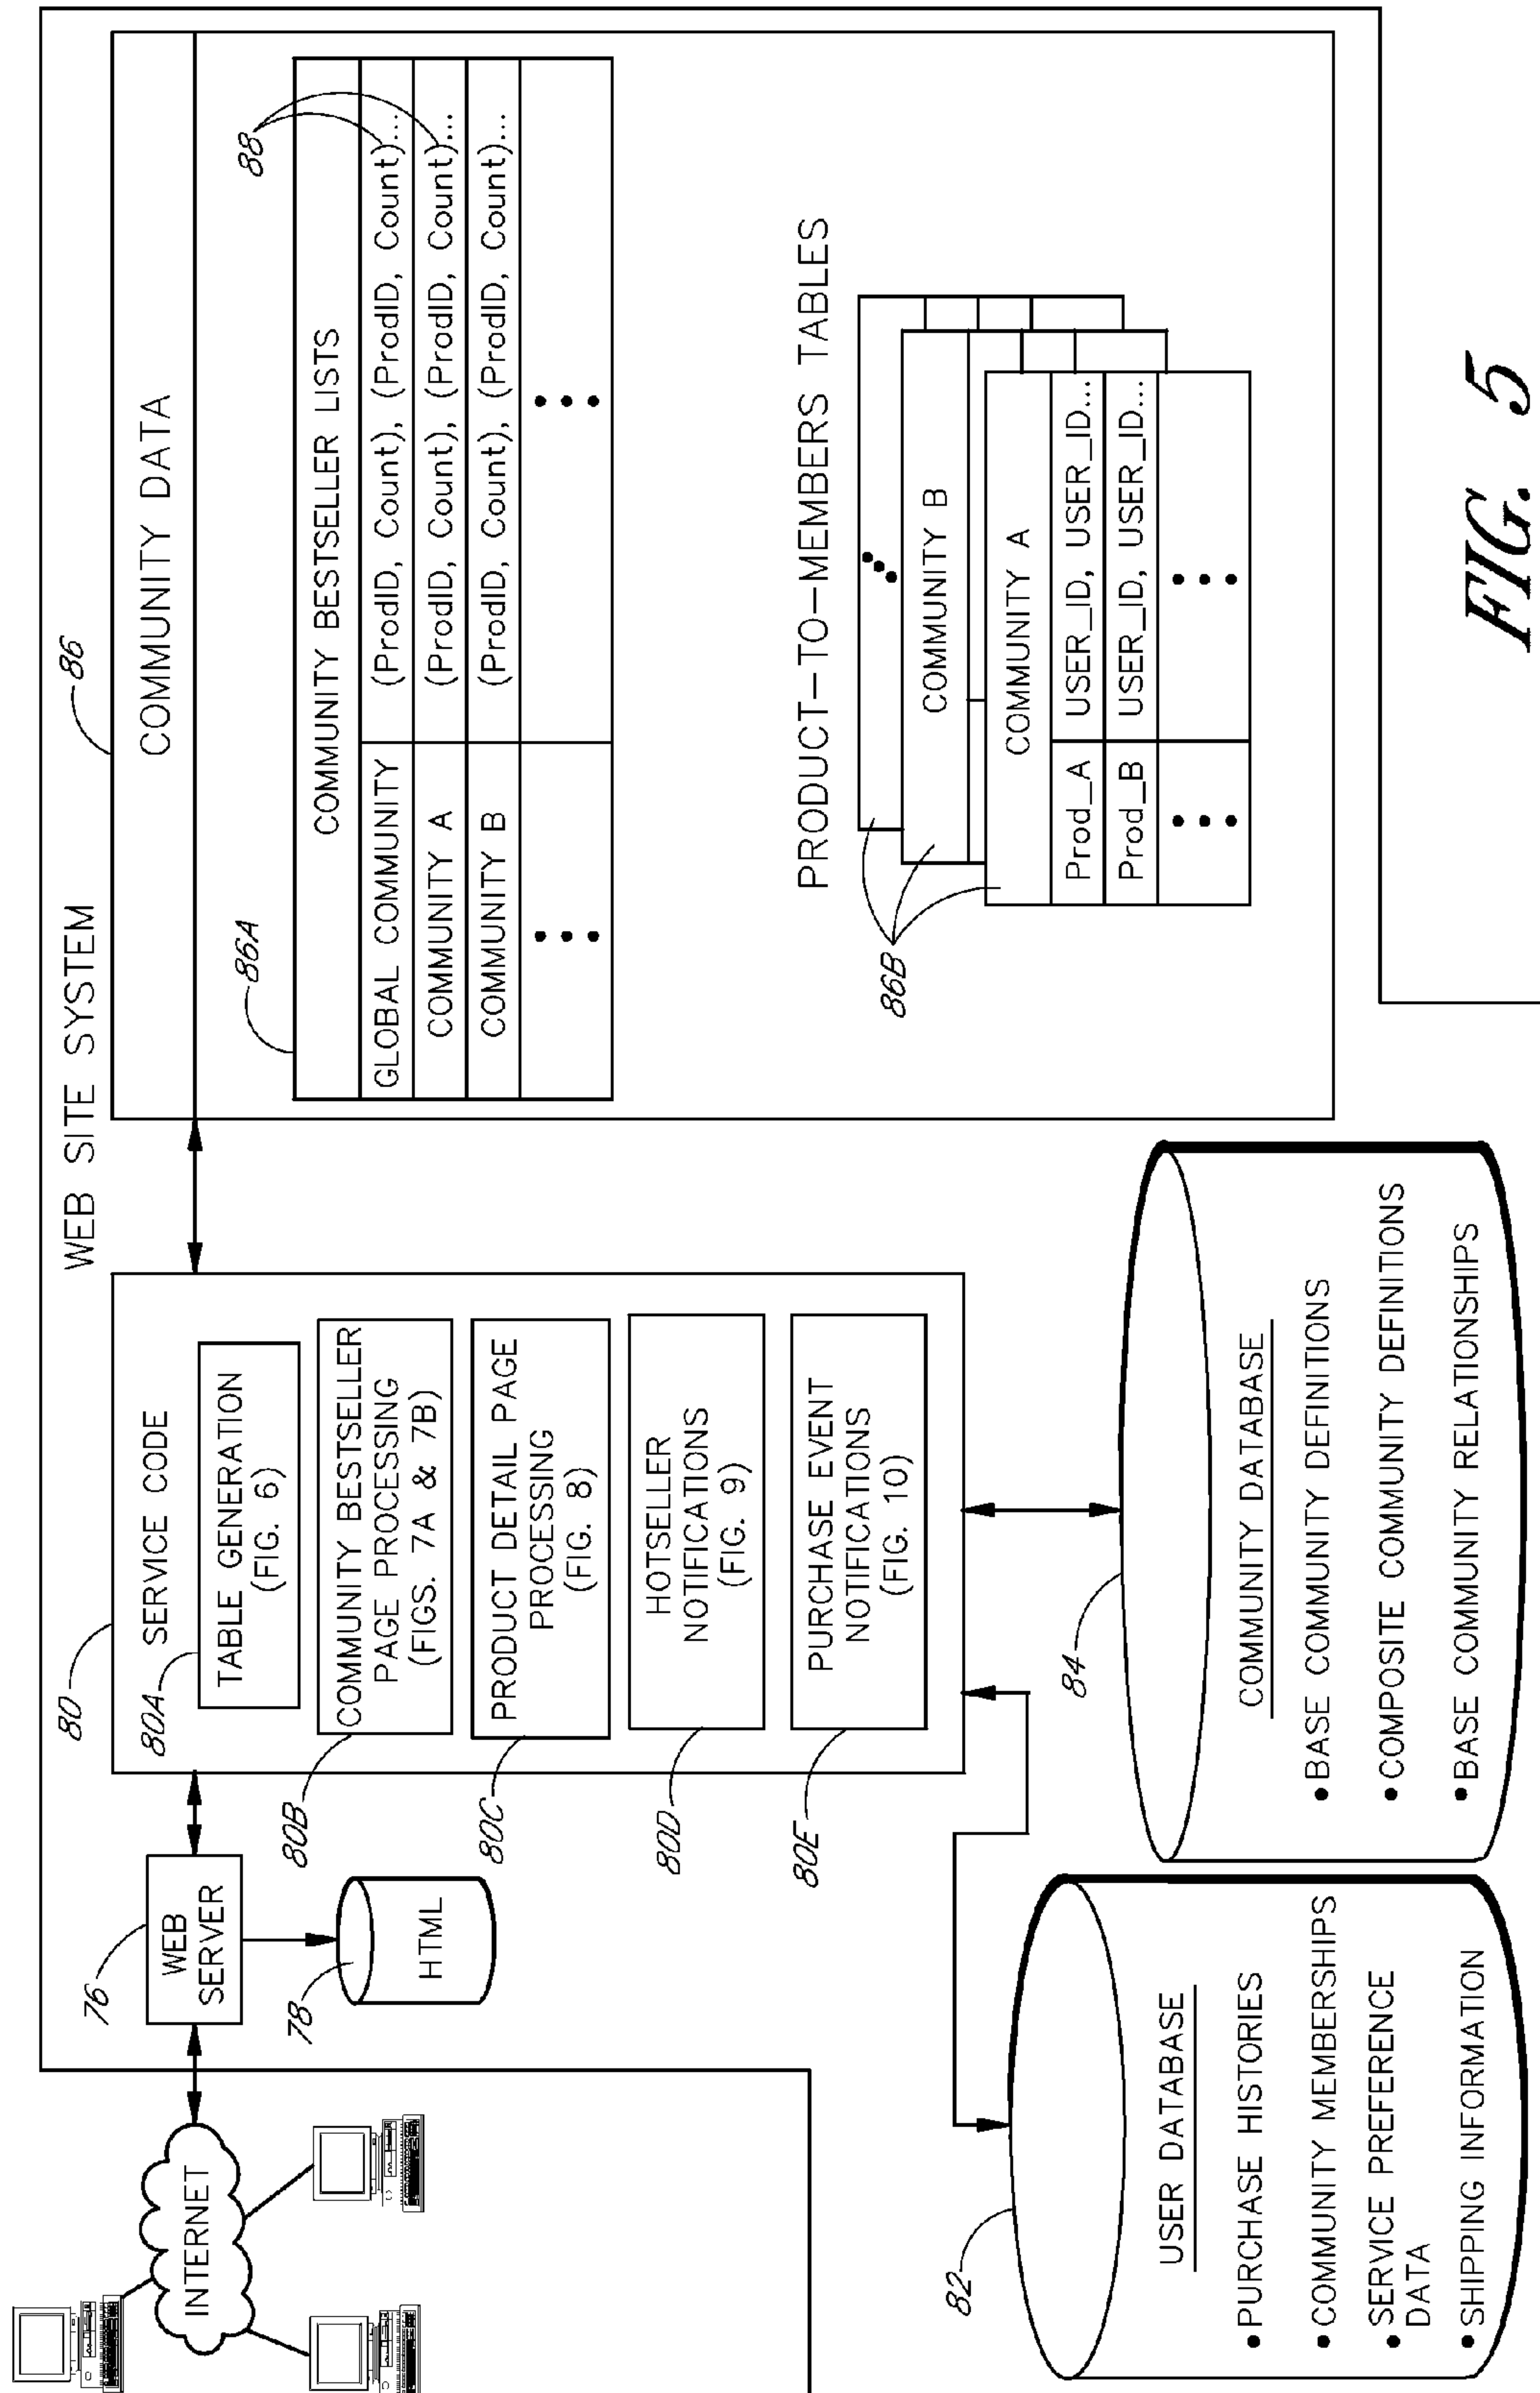 WEB SITE SYSTEM
INTERNET
76
WEB
SERVER
78
HTML
80
SERVICE CODE
80A
TABLE GENERATION
(FIG. 6)
80B
COMMUNITY BESTSELLER
PAGE PROCESSING
(FIGS. 7A & 7B)
80C
PRODUCT DETAIL PAGE
PROCESSING
(FIG. 8)
80D
HOTSELLER
NOTIFICATIONS
(FIG. 9)
80E
PURCHASE EVENT
NOTIFICATIONS
(FIG. 10)
86
COMMUNITY DATA
86A
88
COMMUNITY BESTSELLER LISTS
GLOBAL COMMUNITY (ProdID, Count), (ProdID, Count)...
COMMUNITY A (ProdID, Count), (ProdID, Count)...
COMMUNITY B (ProdID, Count), (ProdID, Count)...
PRODUCT-TO-MEMBERS TABLES
86B
COMMUNITY B
COMMUNITY A
Prod_A USER_ID, USER_ID...
Prod_B USER_ID, USER_ID...
82
USER DATABASE
• PURCHASE HISTORIES
• COMMUNITY MEMBERSHIPS
• SERVICE PREFERENCE
DATA
• SHIPPING INFORMATION
84
COMMUNITY DATABASE
• BASE COMMUNITY DEFINITIONS
• COMPOSITE COMMUNITY DEFINITIONS
• BASE COMMUNITY RELATIONSHIPS
FIG. 5